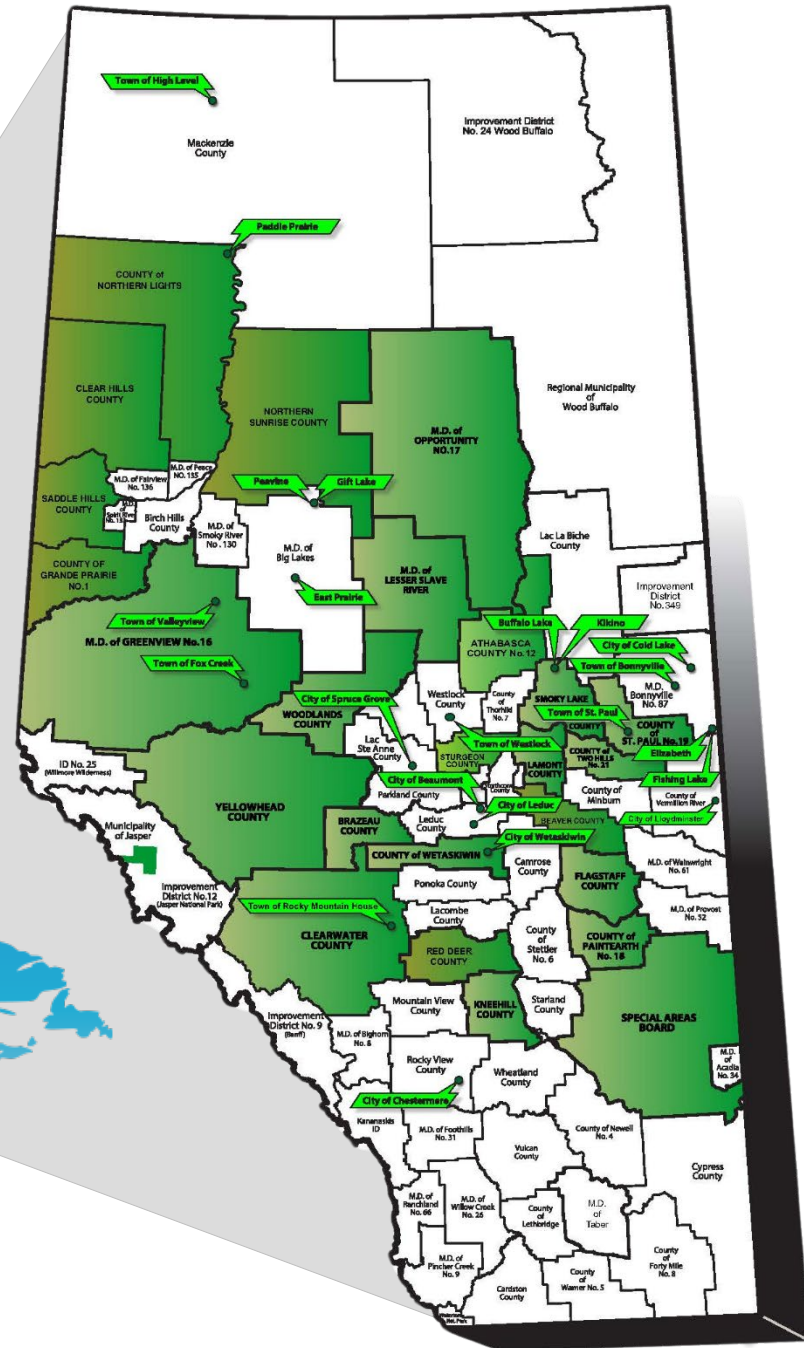 Town of High Level
Mackenzie
County
Improvement District
No. 24 Wood Buffalo
Paddle Prairie
COUNTY of
NORTHERN LIGHTS
CLEAR HILLS
COUNTY
NORTHERN
SUNRISE COUNTY
M.D. of
OPPORTUNITY
NO.17
Regional Municipality
of
Wood Buffalo
M.D. of Fairview
No. 136
M.D. of Peace
No. 135
SADDLE HILLS
COUNTY
Birch Hills
County
M.D. of
Smoky River
No. 130
Peavine
Gift Lake
M.D. of
Big Lakes
East Prairie
COUNTY OF
GRANDE PRAIRIE
NO.1
M.D. of
LESSER SLAVE
RIVER
Lac La Biche
County
Improvement
District
No.349
Town of Valleyview
M.D. of GREENVIEW No.16
Town of Fox Creek
ATHABASCA
COUNTY No.12
Buffalo Lake
Kikino
City of Cold Lake
Town of Bonnyville
M.D.
Bonnyville
No. 87
City of Spruce Grove
WOODLANDS
COUNTY
Westlock
County
County
of
Thorhild
No. 7
SMOKY LAKE
COUNTY
Town of St. Paul
COUNTY
of
ST. PAUL No.19
Elizabeth
Fishing Lake
Lac
Ste Anne
County
Town of Westlock
STURGEON
COUNTY
LAMONT
COUNTY
COUNTY of
TWO HILLS
No. 21
ID No. 25
(Willmore Wilderness)
YELLOWHEAD
COUNTY
Parkland County
City of Beaumont
City of Leduc
Leduc
County
County of
Minburn
County of
Vermilion River
City of Lloydminster
BRAZEAU
COUNTY
BEAVER COUNTY
Municipality
of Jasper
COUNTY of WETASKIWIN
City of Wetaskiwin
Camrose
County
FLAGSTAFF
COUNTY
M.D. of Wainwright
No. 61
Improvement
District No.12
(Jasper National Park)
Ponoka County
Town of Rocky Mountain House
Lacombe
County
M.D. of Provost
No. 52
CLEARWATER
COUNTY
County
of
Stettler
No. 6
COUNTY of
PAINTEARTH
No. 18
RED DEER
COUNTY
Mountain View
County
KNEEHILL
COUNTY
Starland
County
SPECIAL AREAS
BOARD
Improvement
District No. 9
(Banff)
M.D. of Bighorn
No. 8
Rocky View
County
Wheatland
County
M.D.
of
Acadia
No. 34
City of Chestermere
Kananaskis
ID
M.D. of Foothills
No. 31
County of Newell
No. 4
Vulcan
County
Cypress
County
M.D. of
Ranchland
No. 66
M.D. of
Willow Creek
No. 26
County
of
Lethbridge
M.D.
of
Taber
M.D. of
Pincher Creek
No. 9
County
of
Forty Mile
No. 8
Cardston
County
County
of
Warner No. 5